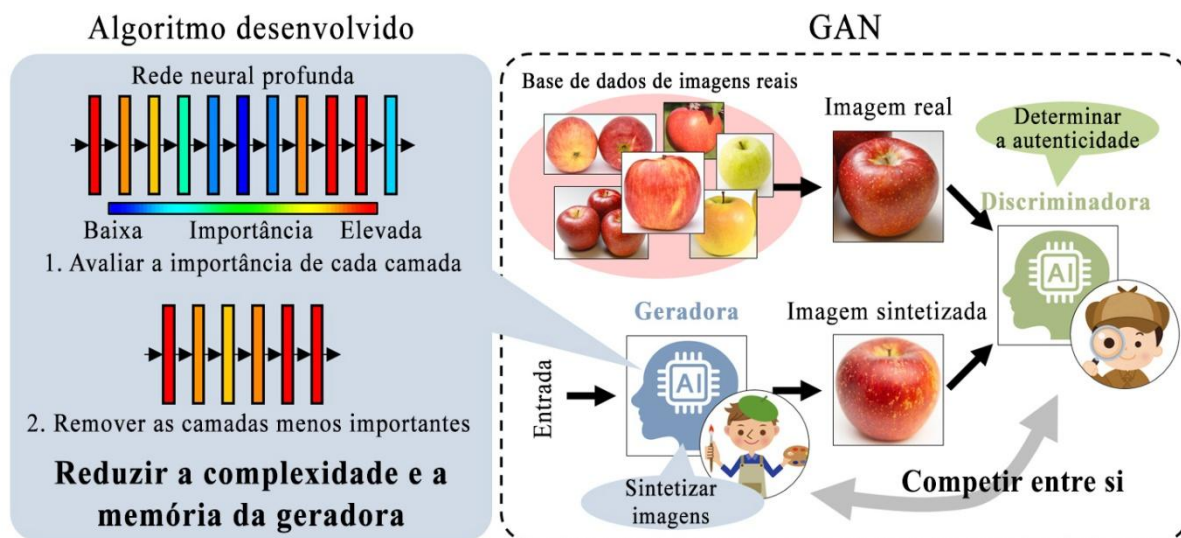 Algoritmo desenvolvido
Rede neural profunda
Baixa Importância Elevada
1. Avaliar a importância de cada camada
2. Remover as camadas menos importantes
Reduzir a complexidade e a
memória da geradora
GAN
Base de dados de imagens reais
Imagem real
Determinar
a autenticidade
Discriminadora
AI
Geradora
Imagem sintetizada
Entrada
AI
Sintetizar
imagens
Competir entre si